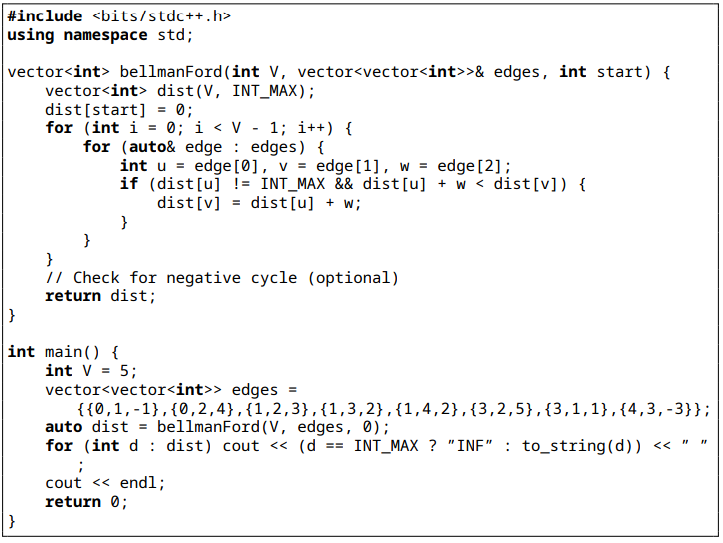 #include <bits/stdc++.h>
using namespace std;

vector<int> bellmanFord(int V, vector<vector<int>>& edges, int start) {
    vector<int> dist(V, INT_MAX);
    dist[start] = 0;
    for (int i = 0; i < V - 1; i++) {
        for (auto& edge : edges) {
            int u = edge[0], v = edge[1], w = edge[2];
            if (dist[u] != INT_MAX && dist[u] + w < dist[v]) {
                dist[v] = dist[u] + w;
            }
        }
    }
    // Check for negative cycle (optional)
    return dist;
}

int main() {
    int V = 5;
    vector<vector<int>> edges =
        {{0,1,-1},{0,2,4},{1,2,3},{1,3,2},{1,4,2},{3,2,5},{3,1,1},{4,3,-3}};
    auto dist = bellmanFord(V, edges, 0);
    for (int d : dist) cout << (d == INT_MAX ? "INF" : to_string(d)) << " "
        ;
    cout << endl;
    return 0;
}